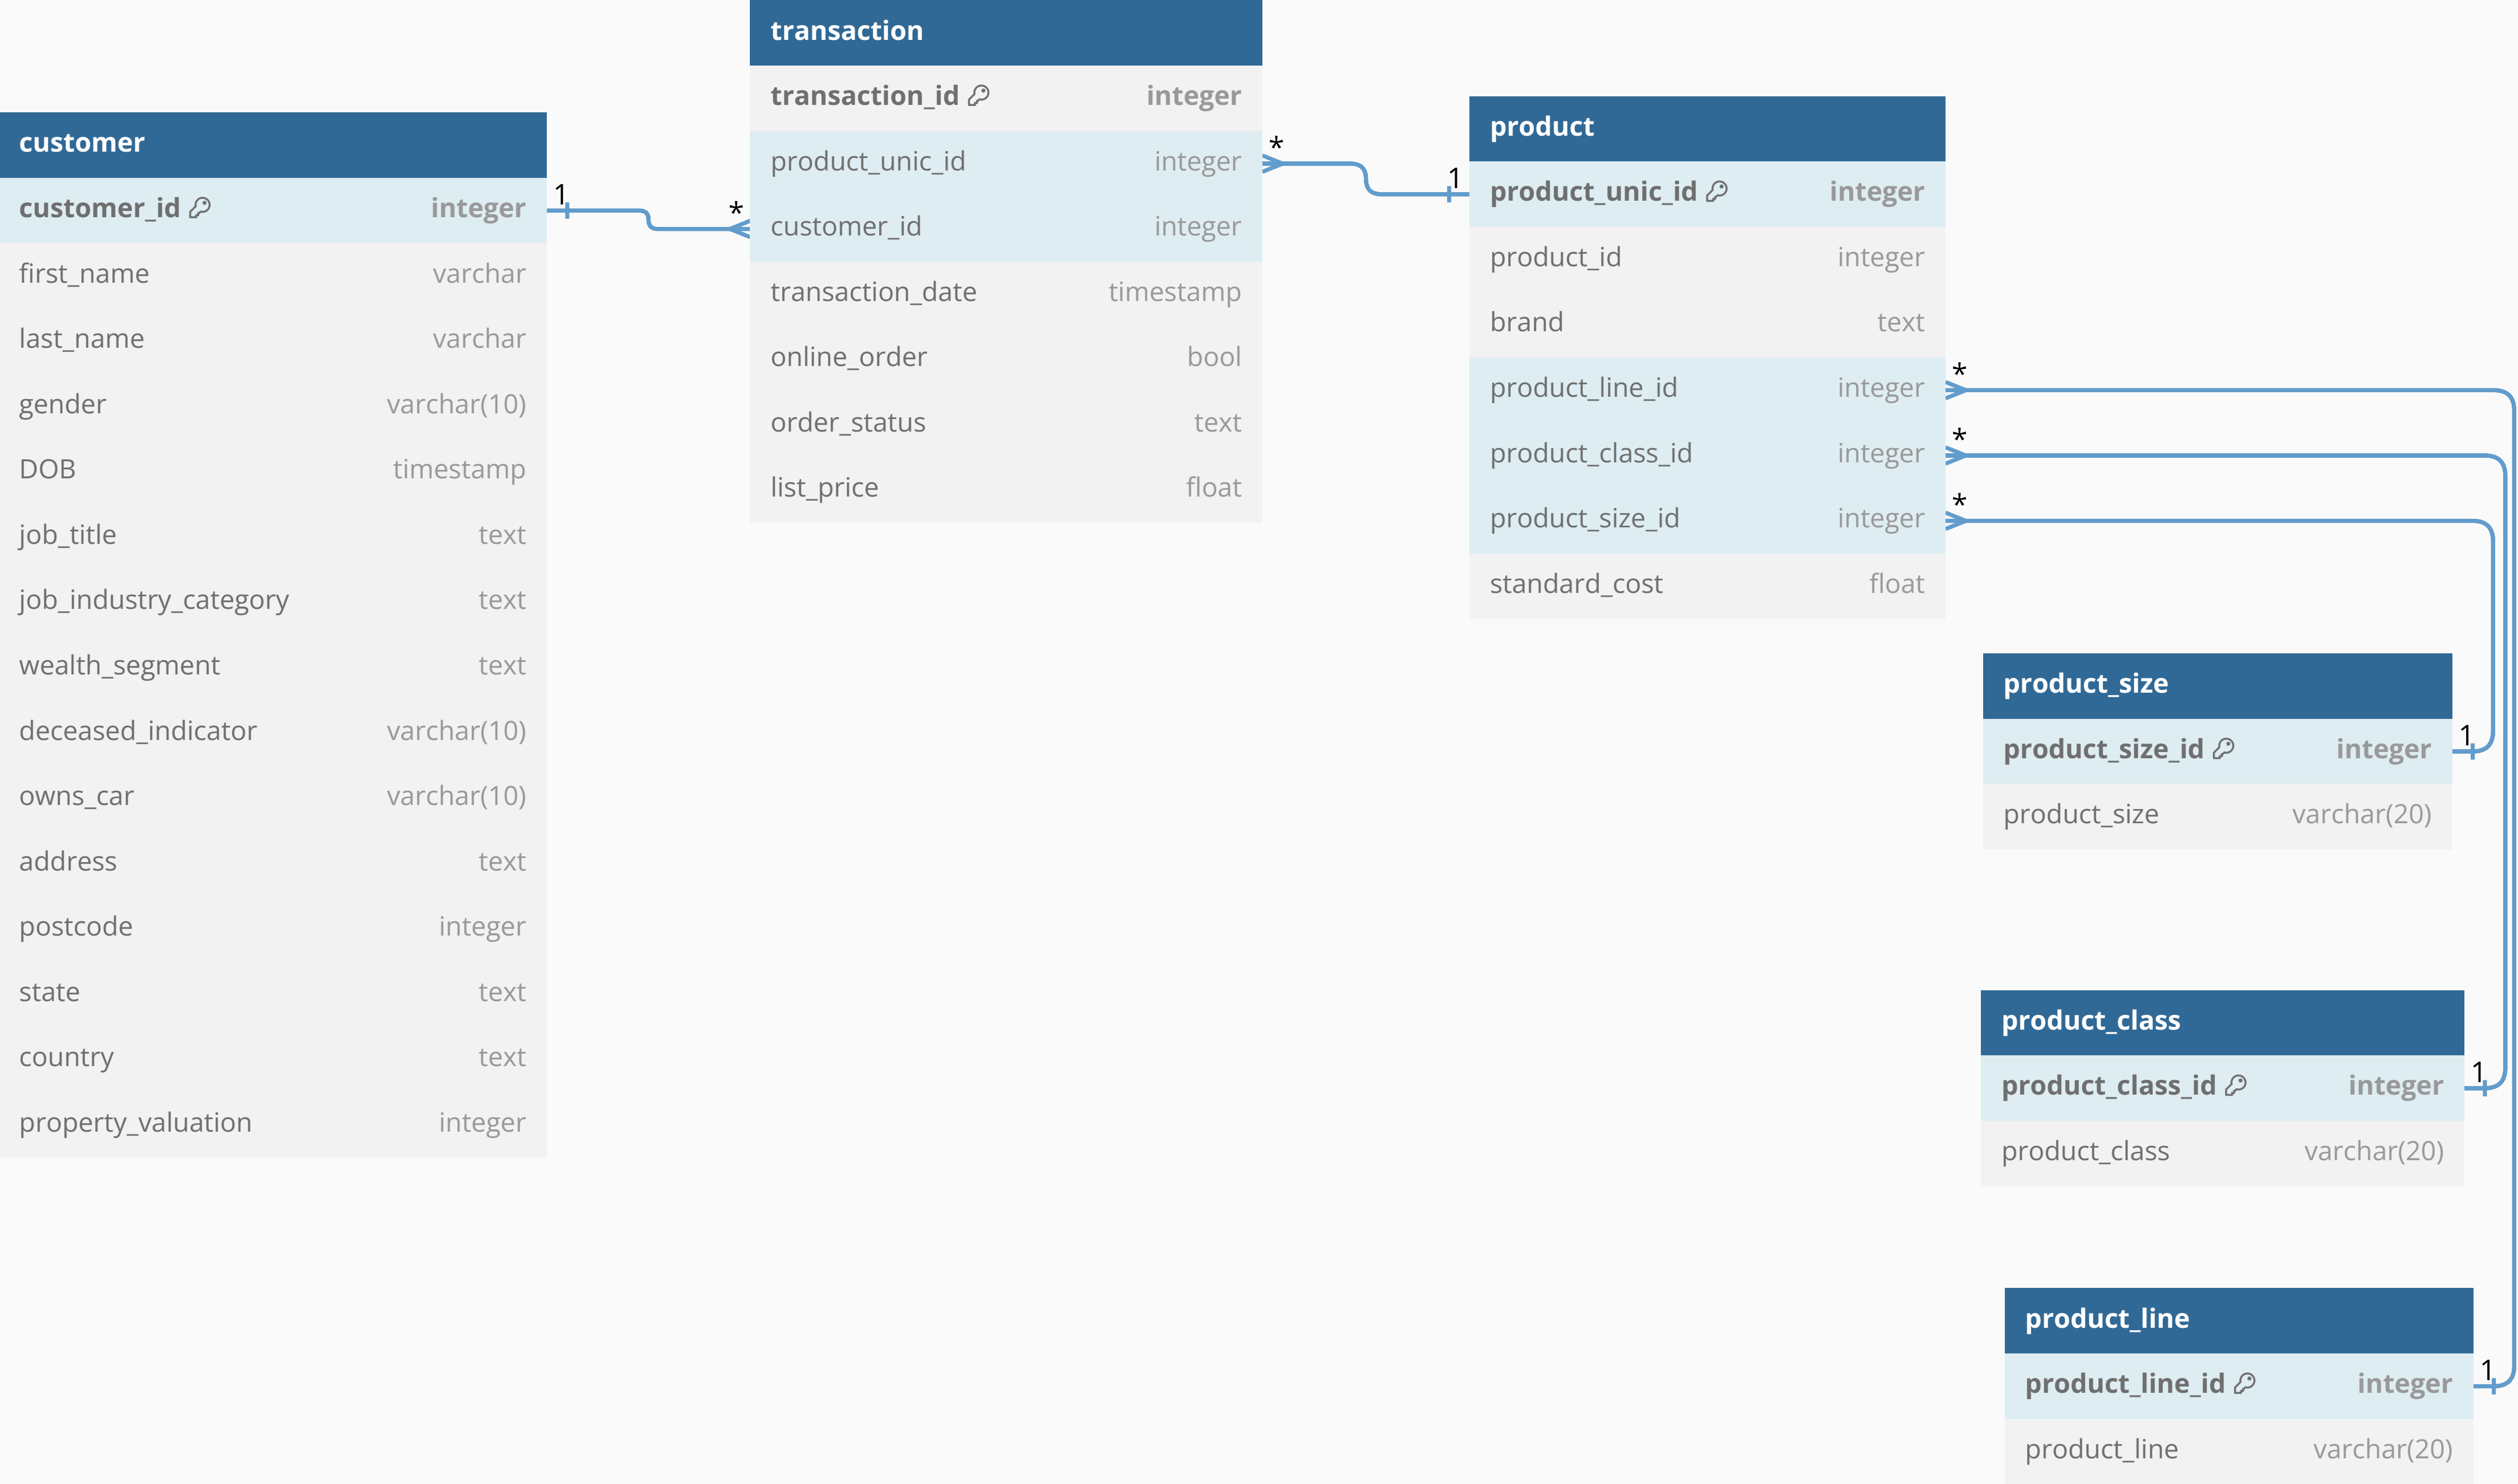 transaction
transaction_id integer
product_unic_id integer
customer_id integer
transaction_date timestamp
online_order bool
order_status text
list_price float
customer
customer_id integer
first_name varchar
last_name varchar
gender varchar(10)
DOB timestamp
job_title text
job_industry_category text
wealth_segment text
deceased_indicator varchar(10)
owns_car varchar(10)
address text
postcode integer
state text
country text
property_valuation integer
1
*
*
1
product
product_unic_id integer
product_id integer
brand text
product_line_id integer
product_class_id integer
product_size_id integer
standard_cost float
*
*
*
product_size
product_size_id integer
product_size varchar(20)
1
product_class
product_class_id integer
product_class varchar(20)
1
product_line
product_line_id integer
product_line varchar(20)
1